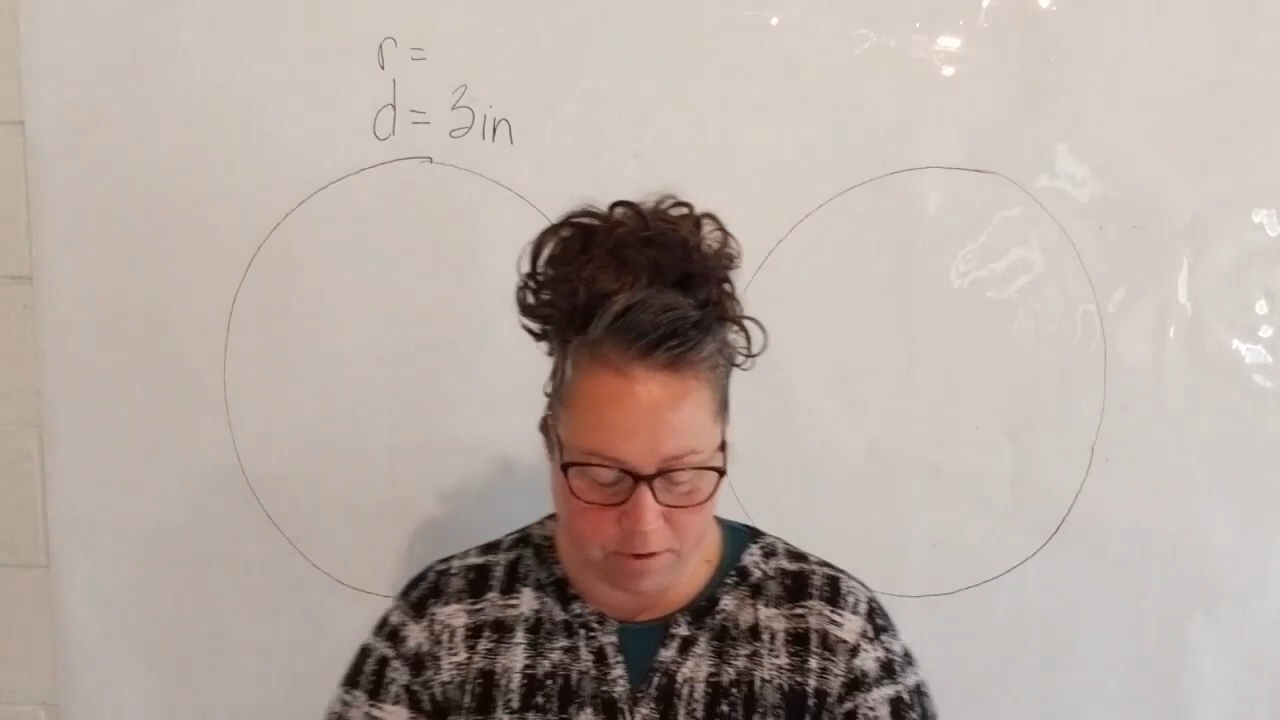 r =
d = 3in